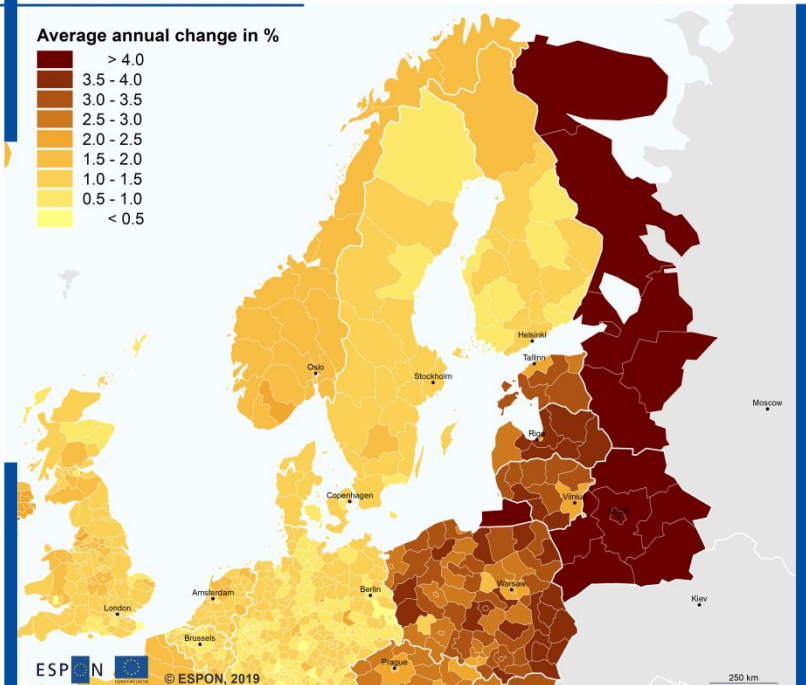 Average annual change in %
> 4.0
3.5 - 4.0
3.0 - 3.5
2.5 - 3.0
2.0 - 2.5
1.5 - 2.0
1.0 - 1.5
0.5 - 1.0
< 0.5
Helsinki
Tallinn
Oslo
Stockholm
Moscow
Riga
Copenhagen
Vilnius
Berlin
Warsaw
Amsterdam
Kiev
London
Brussels
Prague
ESPON
© ESPON, 2019
250 km